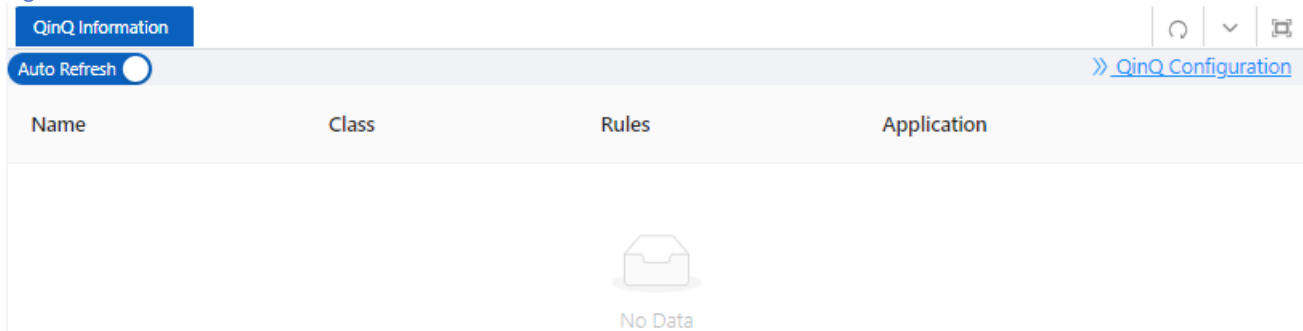 QinQ Information
Auto Refresh
» QinQ Configuration
Name Class Rules Application
No Data